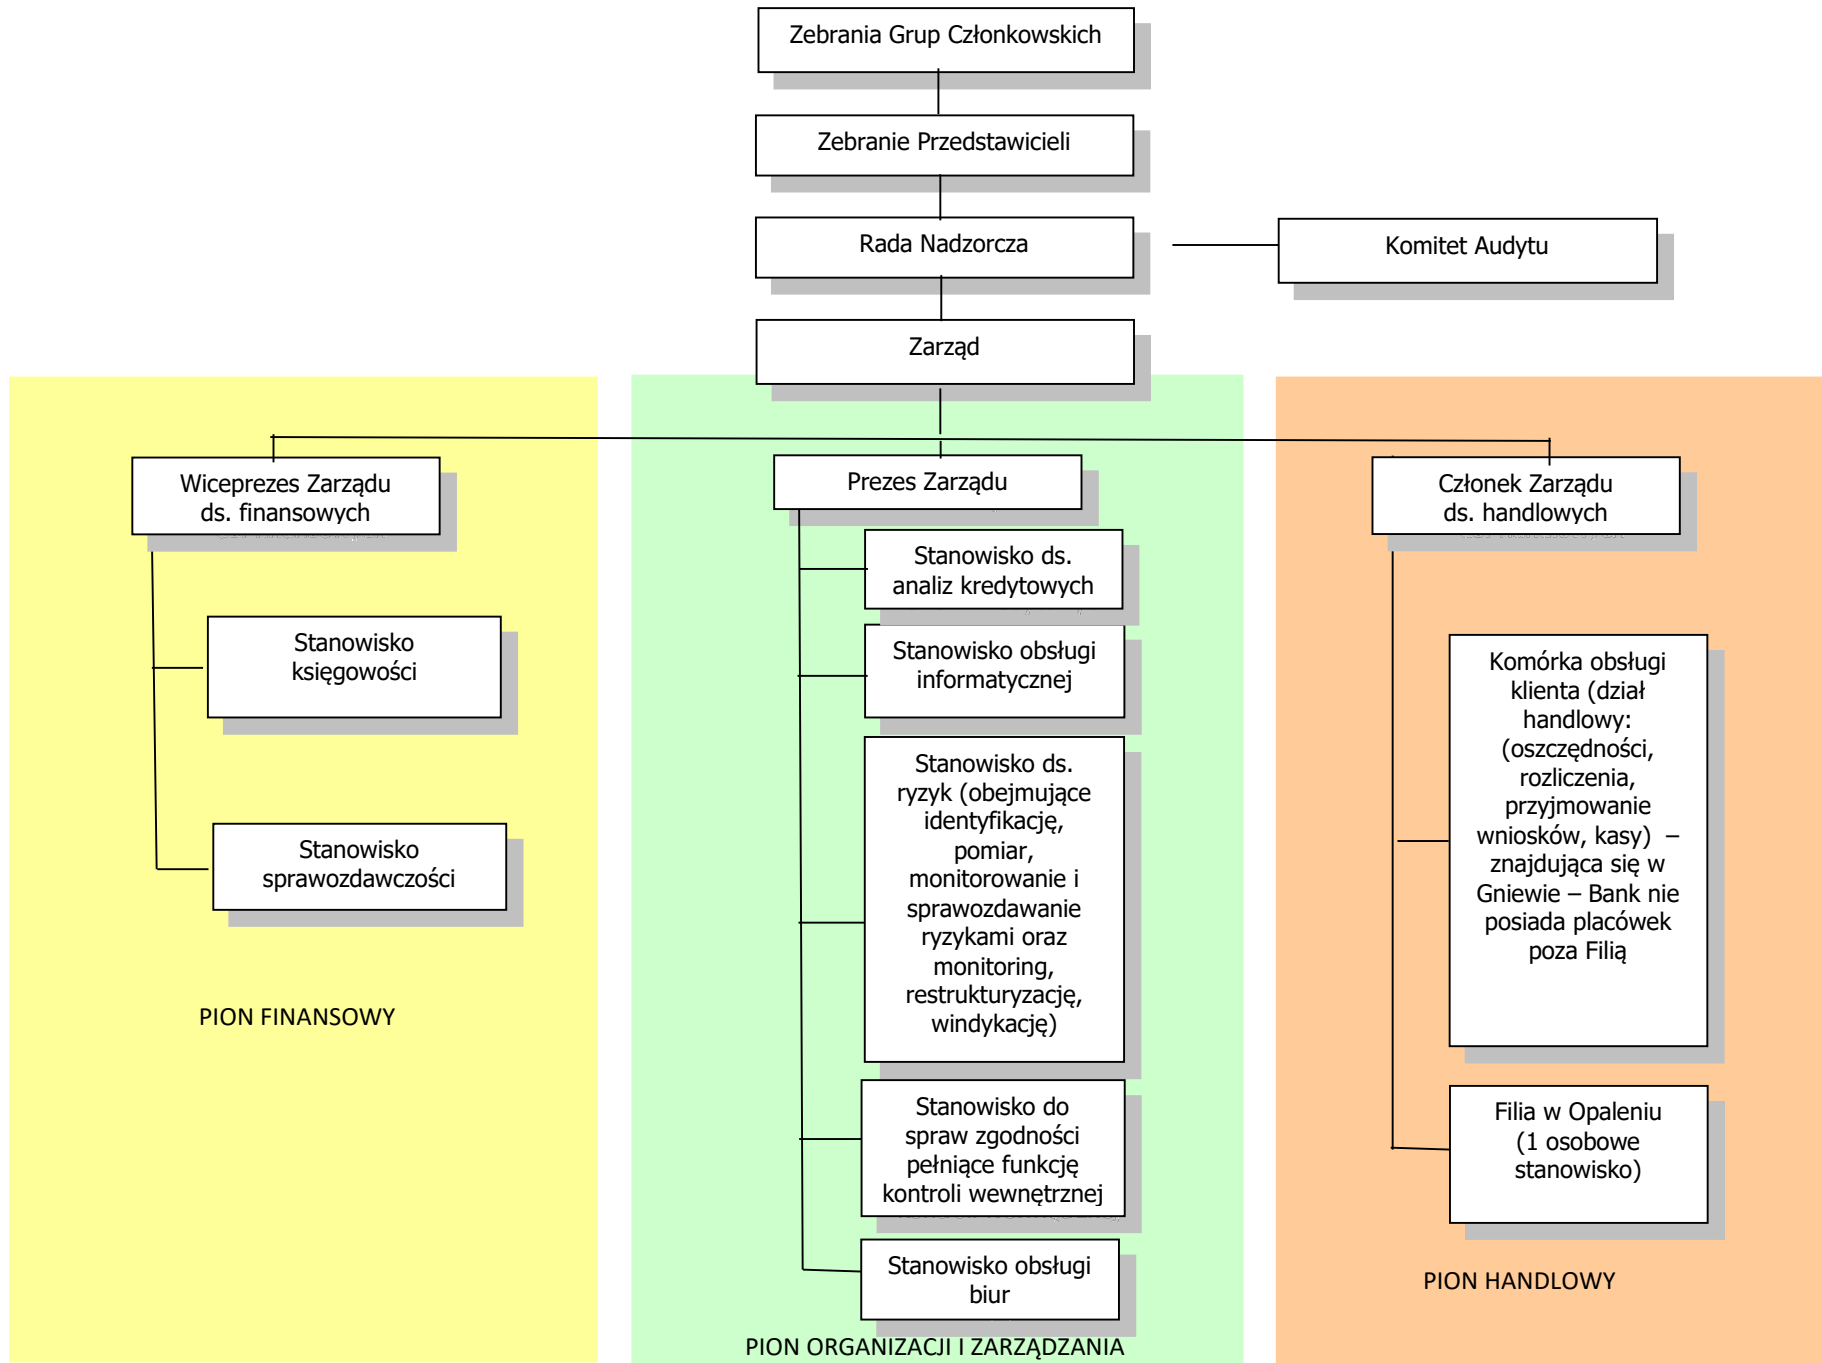 Zebrania Grup Członkowskich
Zebranie Przedstawicieli
Rada Nadzorcza
Komitet Audytu
Zarząd
Wiceprezes Zarządu
ds. finansowych
Stanowisko
księgowości
Stanowisko
sprawozdawczości
PION FINANSOWY
Prezes Zarządu
Stanowisko ds.
analiz kredytowych
Stanowisko obsługi
informatycznej
Stanowisko ds.
ryzyk (obejmujące
identyfikację,
pomiar,
monitorowanie i
sprawozdawanie
ryzykami oraz
monitoring,
restrukturyzację,
windykację)
Stanowisko do
spraw zgodności
pełniące funkcję
kontroli wewnętrznej
Stanowisko obsługi
biur
PION ORGANIZACJI I ZARZĄDZANIA
Członek Zarządu
ds. handlowych
Komórka obsługi
klienta (dział
handlowy:
(oszczędności,
rozliczenia,
przyjmowanie
wniosków, kasy) –
znajdująca się w
Gniewie – Bank nie
posiada placówek
poza Filią
Filia w Opaleniu
(1 osobowe
stanowisko)
PION HANDLOWY